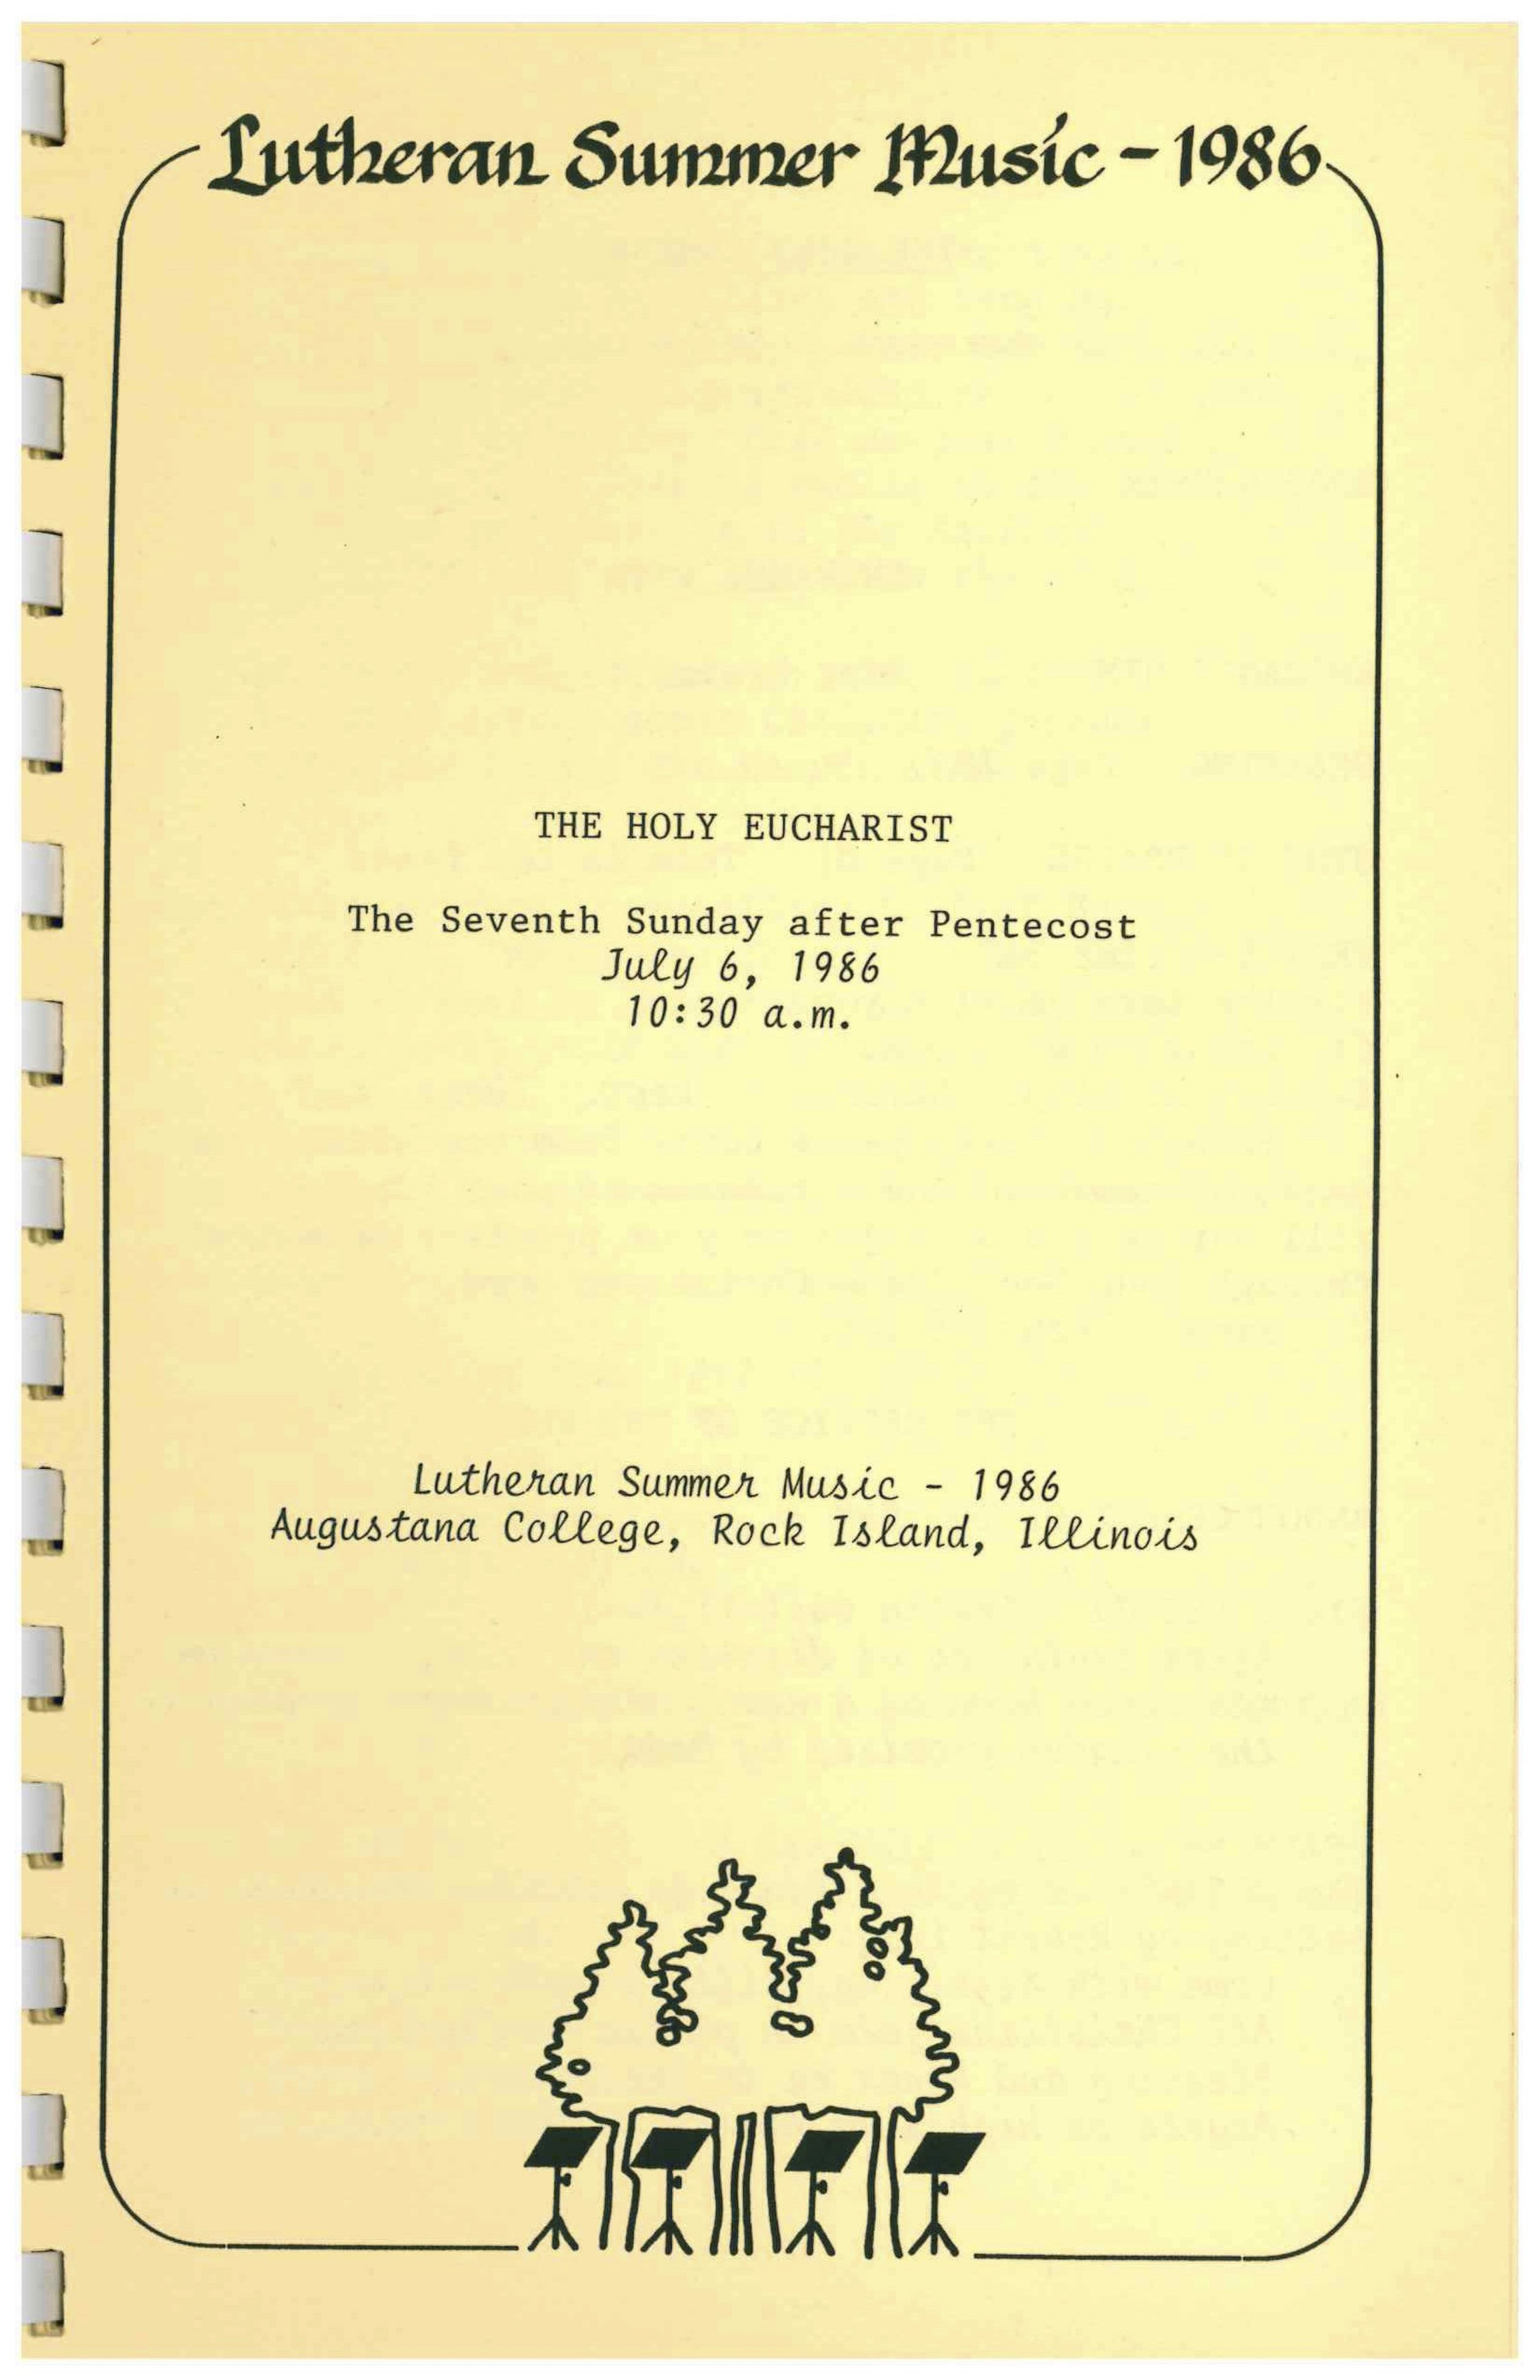 Lutheran Summer Music - 1986
THE HOLY EUCHARIST
The Seventh Sunday after Pentecost
July 6, 1986
10:30 a.m.
Lutheran Summer Music - 1986
Augustana College, Rock Island, Illinois